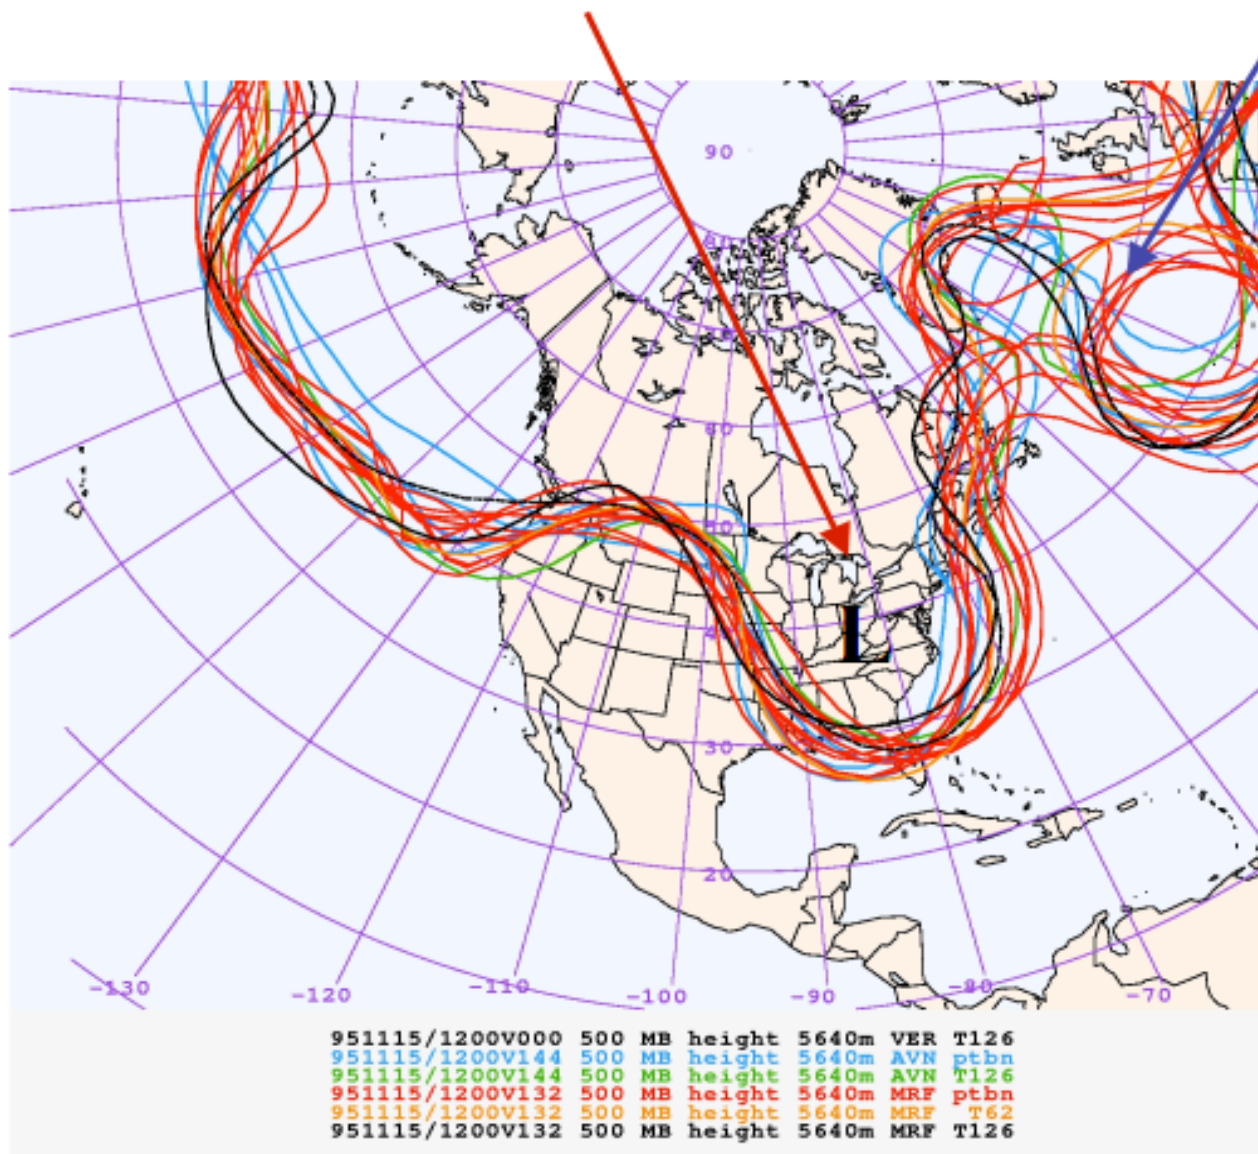 90
80
60
50
L
30
20
-130 -120 -110 -100 -90 -80 -70
951115/1200V000 500 MB height 5640m VER T126
951115/1200V144 500 MB height 5640m AVN ptbn
951115/1200V144 500 MB height 5640m AVN T126
951115/1200V132 500 MB height 5640m MRF ptbn
951115/1200V132 500 MB height 5640m MRF T62
951115/1200V132 500 MB height 5640m MRF T126